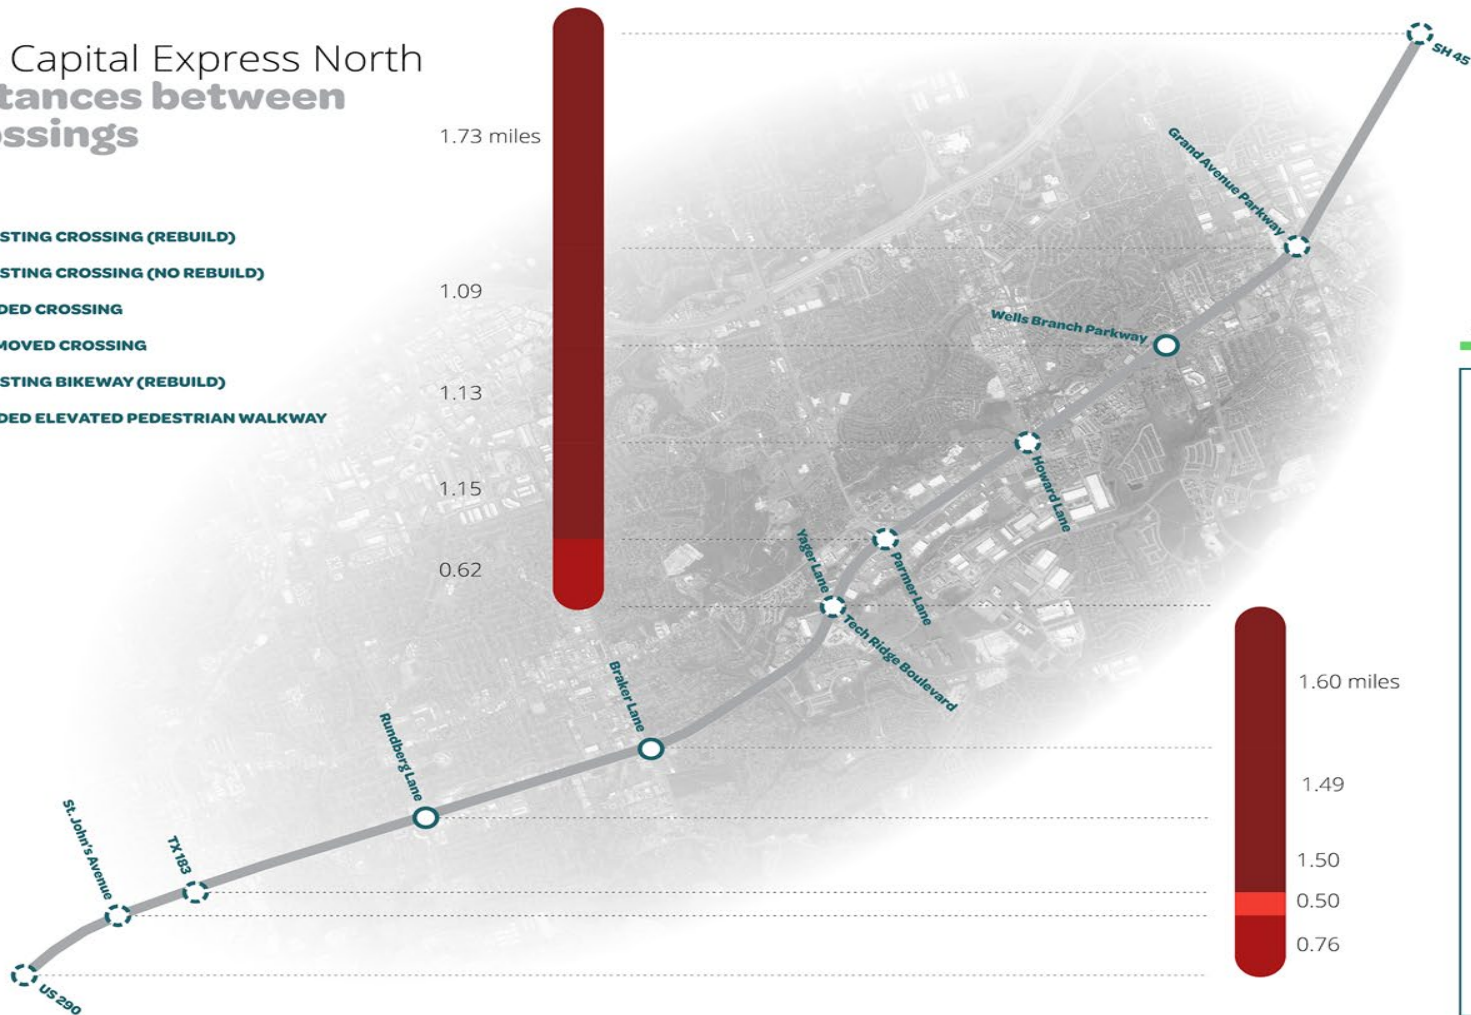 Capital Express North
tances between
ossings
STING CROSSING (REBUILD)
STING CROSSING (NO REBUILD)
DED CROSSING
MOVED CROSSING
STING BIKEWAY (REBUILD)
DED ELEVATED PEDESTRIAN WALKWAY
1.73 miles
1.09
1.13
1.15
0.62
SH 45
Grand Avenue Parkway
Wells Branch Parkway
Howard Lane
Parmer Lane
Yager Lane
Tech Ridge Boulevard
Braker Lane
Rundberg Lane
TX 183
St. John's Avenue
US 290
1.60 miles
1.49
1.50
0.50
0.76